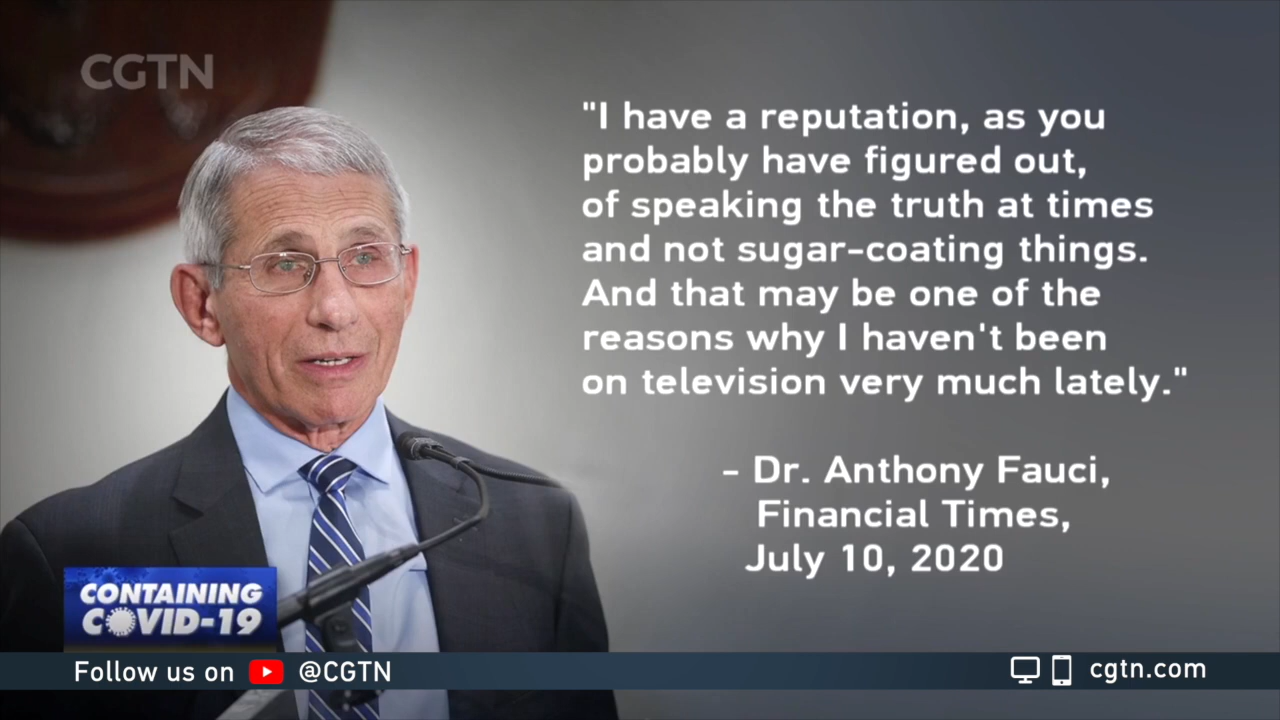 CGTN
"I have a reputation, as you
probably have figured out,
of speaking the truth at times
and not sugar-coating things.
And that may be one of the
reasons why I haven't been
on television very much lately."
- Dr. Anthony Fauci,
Financial Times,
July 10, 2020
CONTAINING
COVID-19
Follow us on @CGTN
cgtn.com